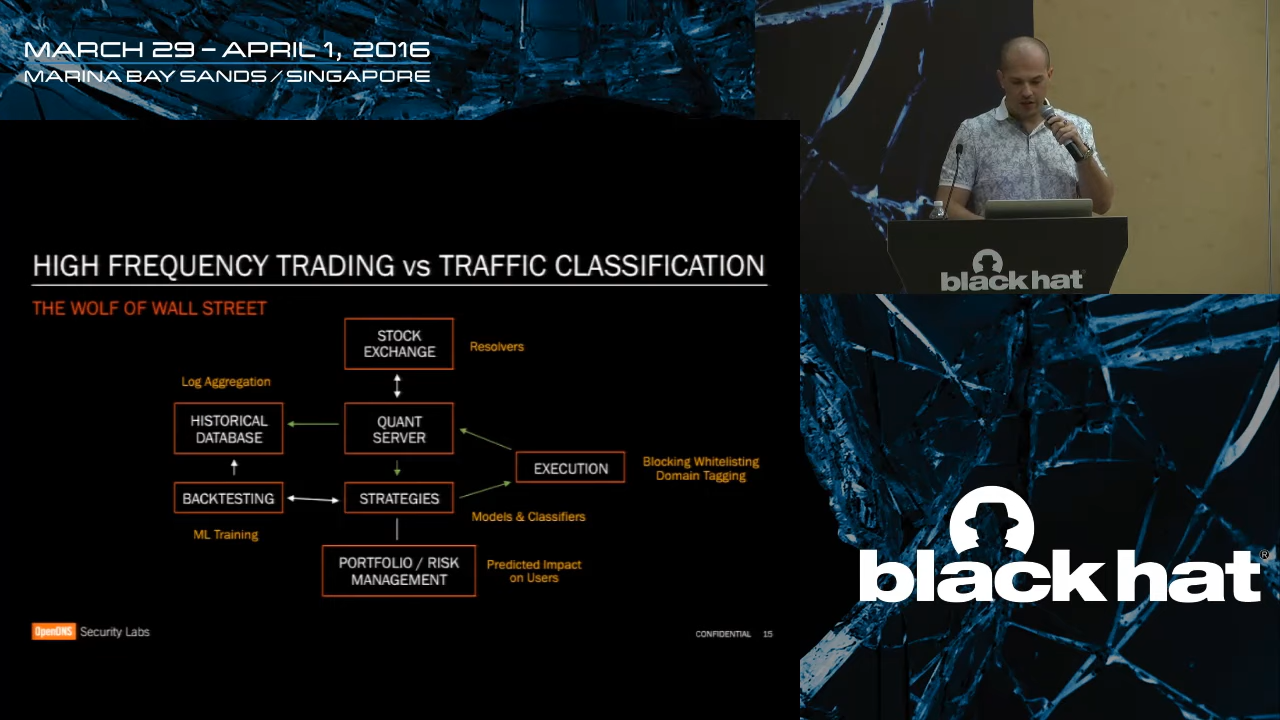 MARCH 29 – APRIL 1, 2016
MARINA BAY SANDS / SINGAPORE
black hat
HIGH FREQUENCY TRADING vs TRAFFIC CLASSIFICATION
THE WOLF OF WALL STREET
STOCK
EXCHANGE
Resolvers
Log Aggregation
HISTORICAL
DATABASE
QUANT
SERVER
EXECUTION
Blocking Whitelisting
Domain Tagging
BACKTESTING
STRATEGIES
Models & Classifiers
ML Training
PORTFOLIO / RISK
MANAGEMENT
Predicted Impact
on Users
OpenDNS Security Labs
CONFIDENTIAL 15
black hat®